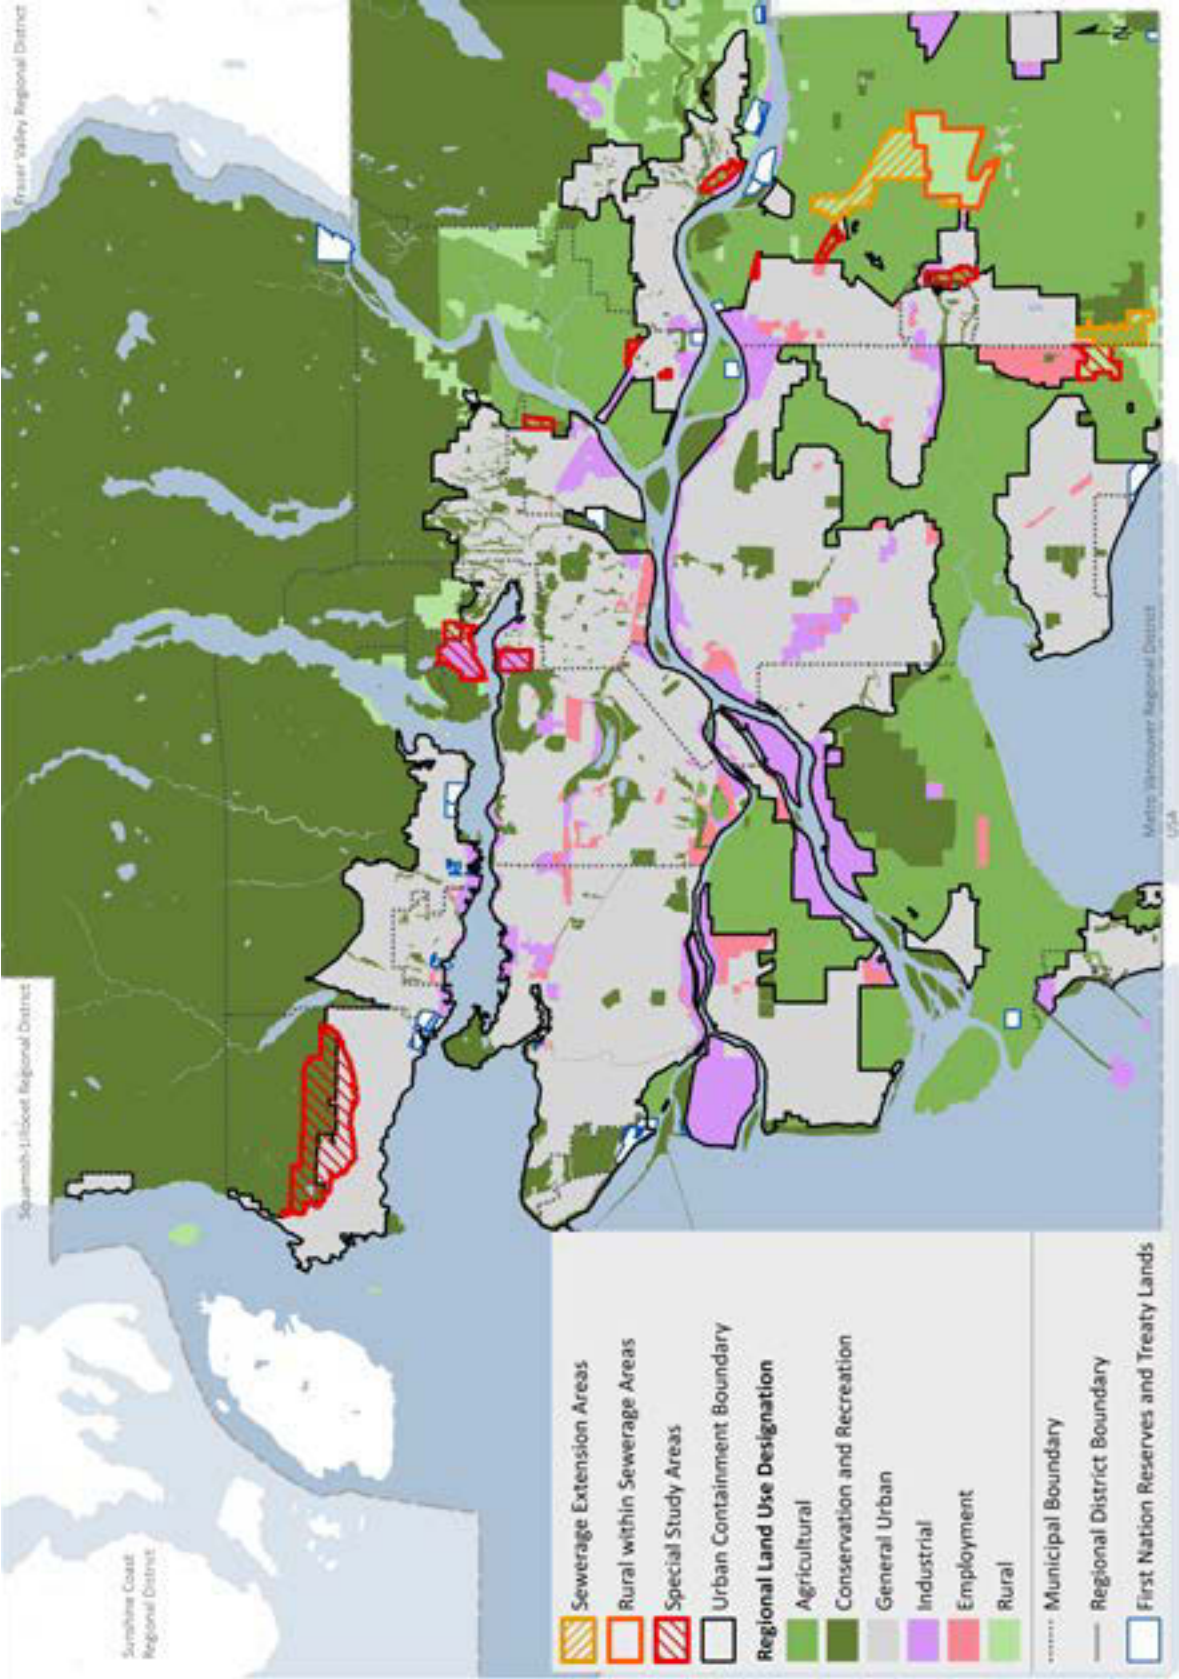 Sunshine Coast
Regional District
Squamish-Lillooet Regional District
Fraser Valley Regional District
N
Metro Vancouver Regional District
USA
Sewerage Extension Areas
Rural within Sewerage Areas
Special Study Areas
Urban Containment Boundary
Regional Land Use Designation
Agricultural
Conservation and Recreation
General Urban
Industrial
Employment
Rural
Municipal Boundary
Regional District Boundary
First Nation Reserves and Treaty Lands